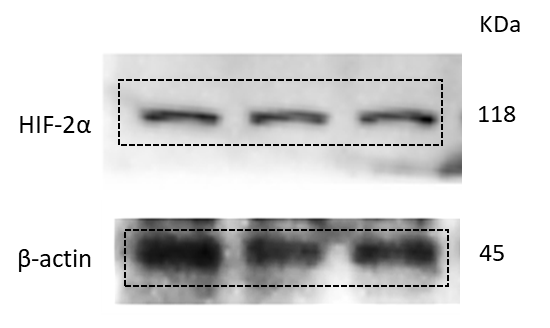 KDa
HIF-2α
118
β-actin
45